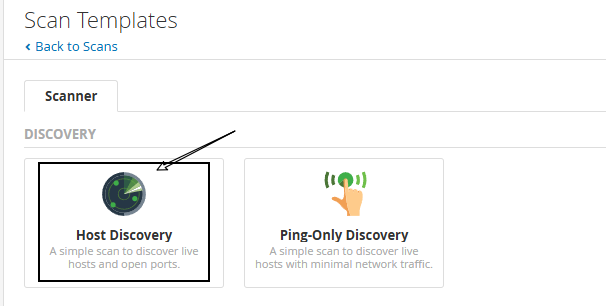 Scan Templates
Back to Scans
Scanner
DISCOVERY
Host Discovery
A simple scan to discover live
hosts and open ports.
Ping-Only Discovery
A simple scan to discover live
hosts with minimal network traffic.